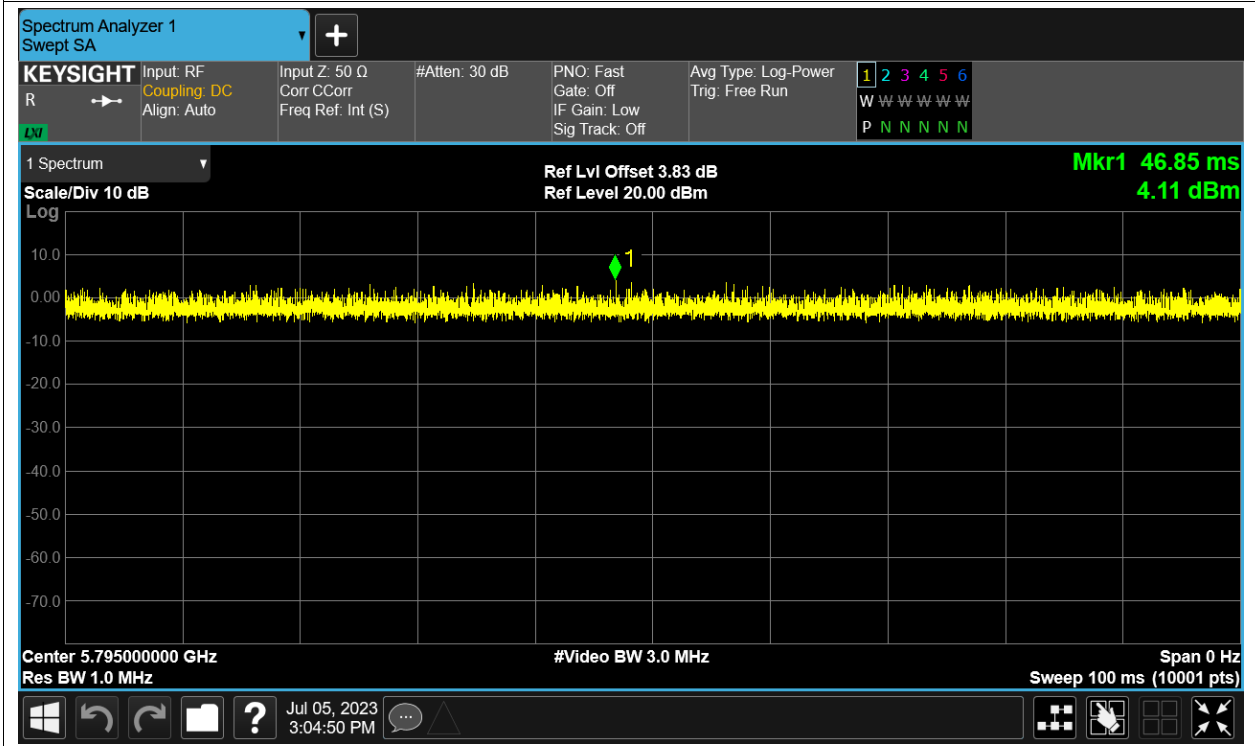 Spectrum Analyzer 1
Swept SA
+
KEYSIGHT Input: RF Input Z: 50 Ω #Atten: 30 dB PNO: Fast Avg Type: Log-Power 1 2 3 4 5 6
R Coupling: DC Corr CCorr Gate: Off Trig: Free Run W W W W W W
Align: Auto Freq Ref: Int (S) IF Gain: Low
LXI Sig Track: Off P N N N N N
1 Spectrum Ref Lvl Offset 3.83 dB Mkr1 46.85 ms
Scale/Div 10 dB Ref Level 20.00 dBm 4.11 dBm
Log
10.0
1
0.00
-10.0
-20.0
-30.0
-40.0
-50.0
-60.0
-70.0
Center 5.795000000 GHz #Video BW 3.0 MHz Span 0 Hz
Res BW 1.0 MHz Sweep 100 ms (10001 pts)
? Jul 05, 2023
3:04:50 PM